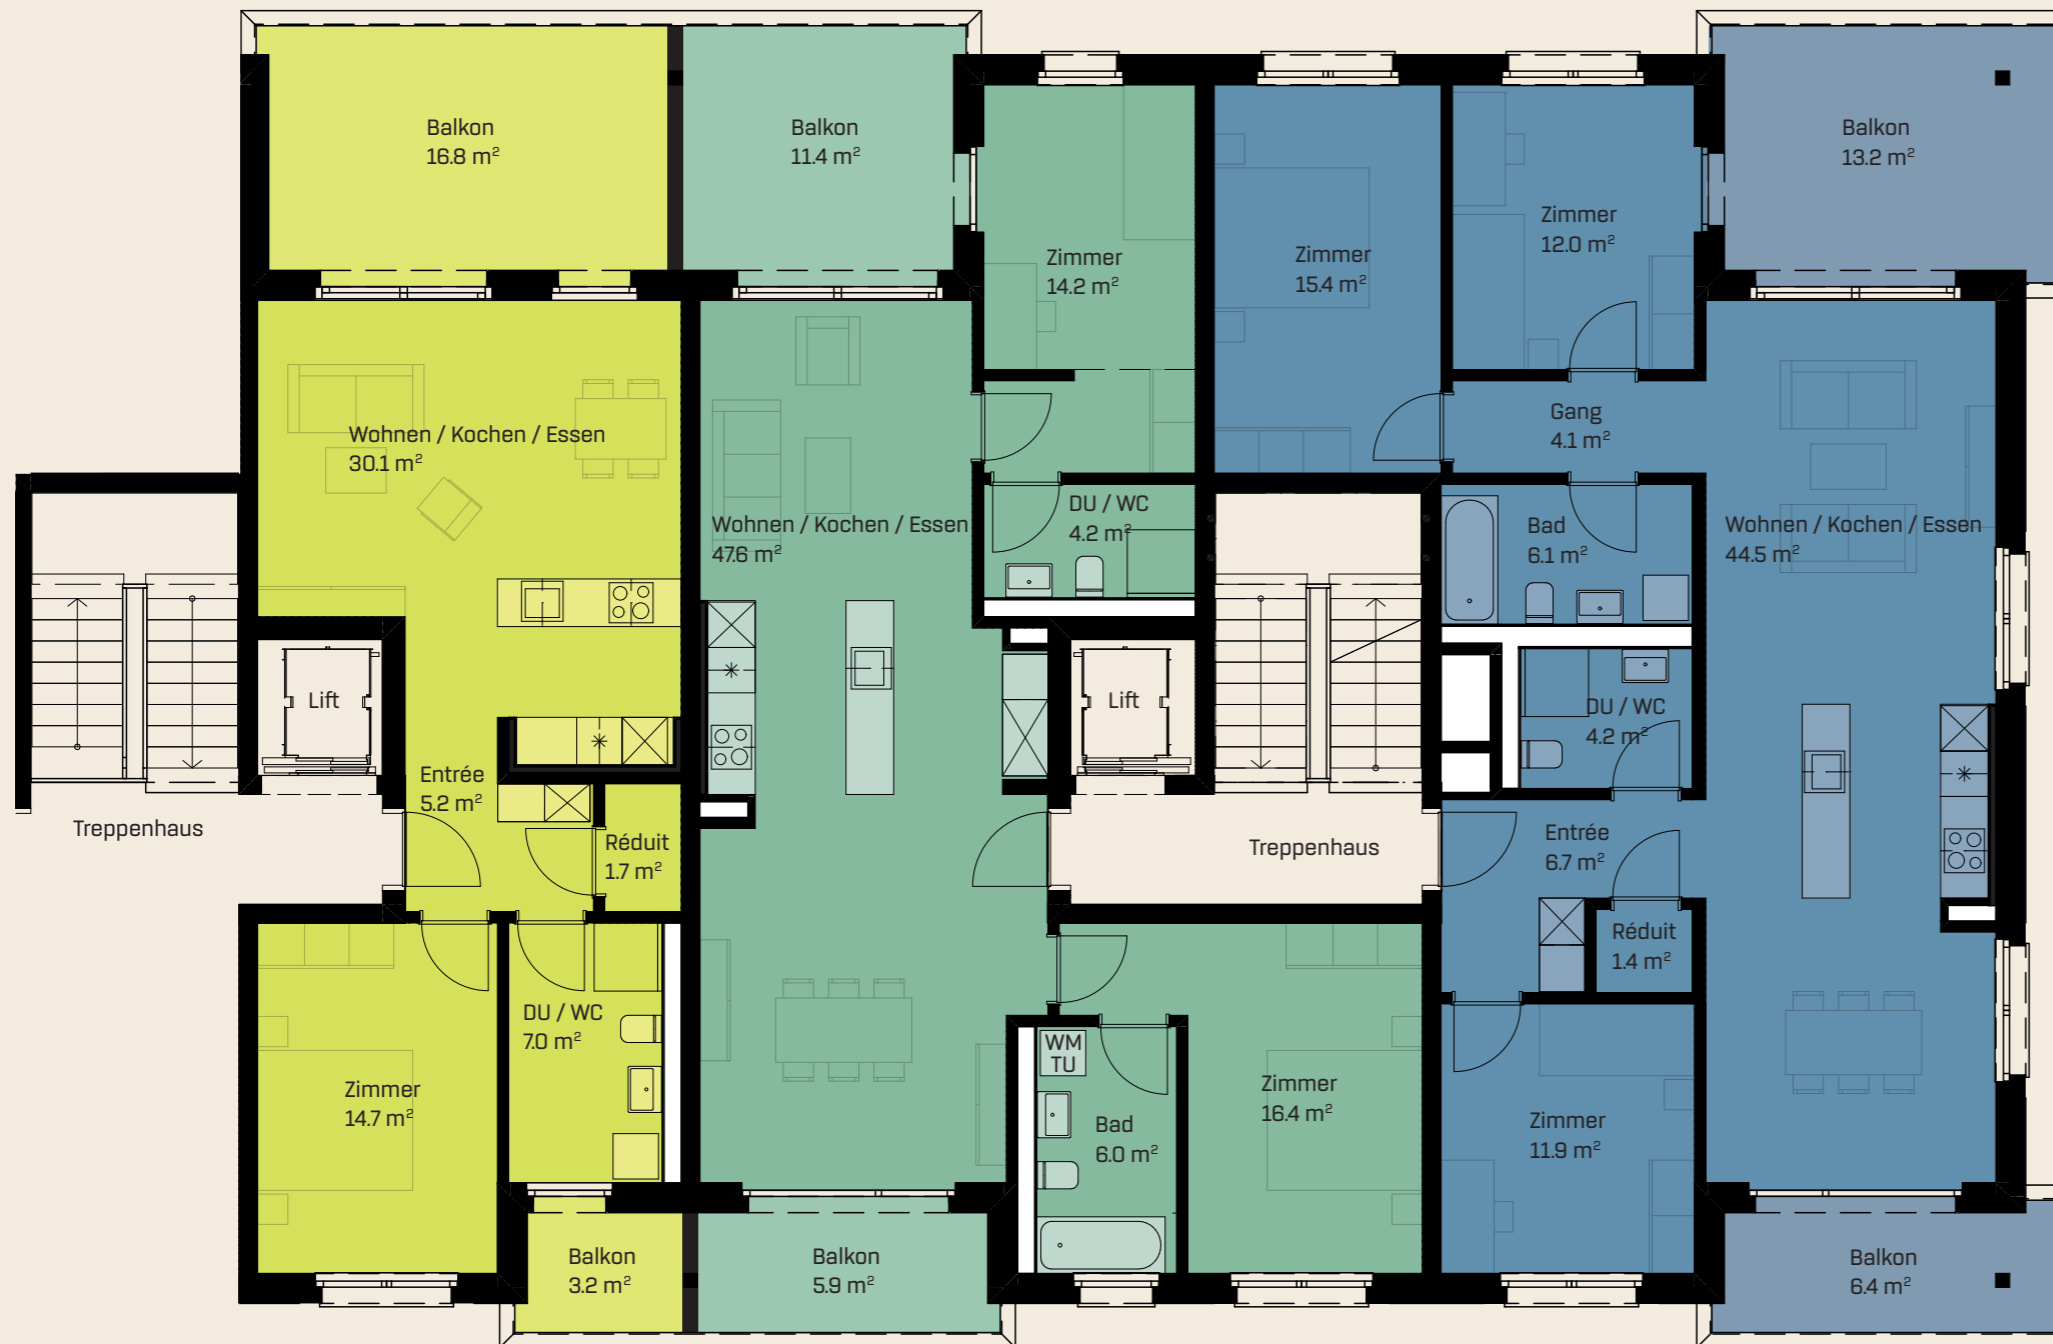 Balkon
16.8 m²
Balkon
11.4 m²
Balkon
13.2 m²
Zimmer
14.2 m²
Zimmer
15.4 m²
Zimmer
12.0 m²
Wohnen / Kochen / Essen
30.1 m²
Wohnen / Kochen / Essen
47.6 m²
DU / WC
4.2 m²
Gang
4.1 m²
Bad
6.1 m²
Wohnen / Kochen / Essen
44.5 m²
Lift
Lift
DU / WC
4.2 m²
Entrée
5.2 m²
Treppenhaus
Réduit
1.7 m²
Treppenhaus
Entrée
6.7 m²
Réduit
1.4 m²
DU / WC
7.0 m²
WM
TU
Zimmer
14.7 m²
Bad
6.0 m²
Zimmer
16.4 m²
Zimmer
11.9 m²
Balkon
3.2 m²
Balkon
5.9 m²
Balkon
6.4 m²